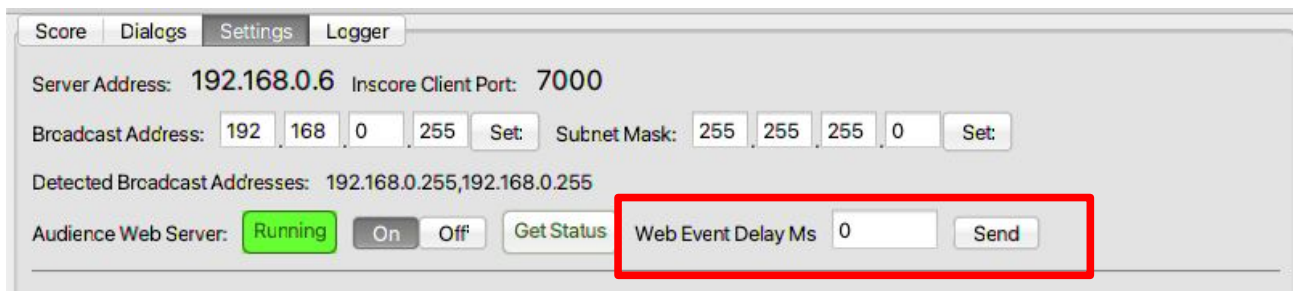 Score Dialogs Settings Logger
Server Address: 192.168.0.6 Inscore Client Port: 7000
Broadcast Address: 192 . 168 . 0 . 255 Set: Subnet Mask: 255 . 255 . 255 . 0 Set:
Detected Broadcast Addresses: 192.168.0.255,192.168.0.255
Audience Web Server: Running On Off Get Status Web Event Delay Ms 0 Send